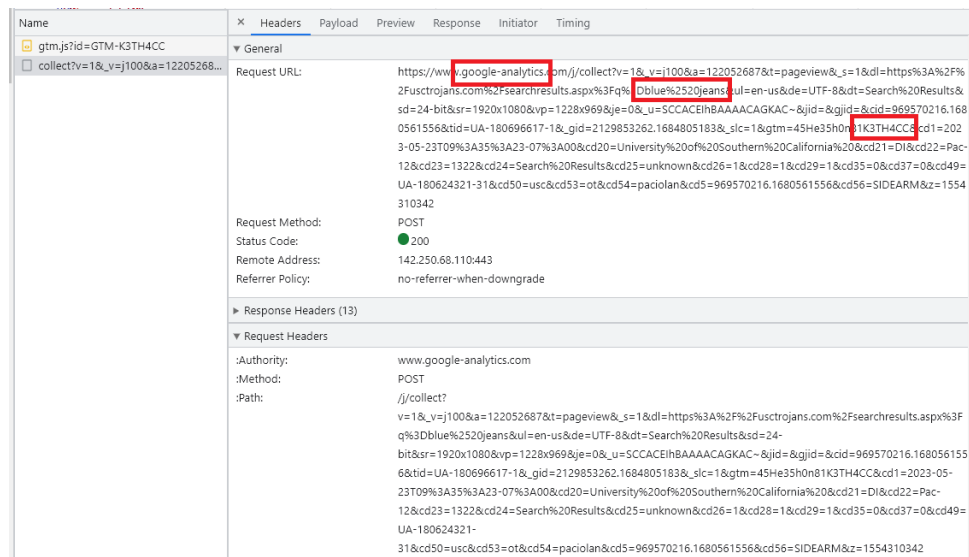 Name
× Headers Payload Preview Response Initiator Timing
gtm.js?id=GTM-K3TH4CC
collect?v=1&_v=j100&a=12205268...
▼ General
Request URL: https://www.google-analytics.com/j/collect?v=1&_v=j100&a=122052687&t=pageview&_s=1&dl=https%3A%2F%
2Fusctrojans.com%2Fsearchresults.aspx%3Fq%3Dblue%2520jeans&ul=en-us&de=UTF-8&dt=Search%20Results&
sd=24-bit&sr=1920x1080&vp=1228x969&je=0&_u=SCCACEIhBAAAACAGKAC~&jid=&gjid=&cid=969570216.168
0561556&tid=UA-180696617-1&_gid=2129853262.1684805183&_slc=1&gtm=45He35h0n81K3TH4CC&cd1=202
3-05-23T09%3A35%3A23-07%3A00&cd20=University%20of%20Southern%20California%20&cd21=DI&cd22=Pac-
12&cd23=1322&cd24=Search%20Results&cd25=unknown&cd26=1&cd28=1&cd29=1&cd35=0&cd37=0&cd49=
UA-180624321-31&cd50=usc&cd53=ot&cd54=paciolan&cd5=969570216.1680561556&cd56=SIDEARM&z=1554
310342
Request Method: POST
Status Code: 200
Remote Address: 142.250.68.110:443
Referrer Policy: no-referrer-when-downgrade
▶ Response Headers (13)
▼ Request Headers
:Authority: www.google-analytics.com
:Method: POST
:Path: /j/collect?
v=1&_v=j100&a=122052687&t=pageview&_s=1&dl=https%3A%2F%2Fusctrojans.com%2Fsearchresults.aspx%3F
q%3Dblue%2520jeans&ul=en-us&de=UTF-8&dt=Search%20Results&sd=24-
bit&sr=1920x1080&vp=1228x969&je=0&_u=SCCACEIhBAAAACAGKAC~&jid=&gjid=&cid=969570216.168056155
6&tid=UA-180696617-1&_gid=2129853262.1684805183&_slc=1&gtm=45He35h0n81K3TH4CC&cd1=2023-05-
23T09%3A35%3A23-07%3A00&cd20=University%20of%20Southern%20California%20&cd21=DI&cd22=Pac-
12&cd23=1322&cd24=Search%20Results&cd25=unknown&cd26=1&cd28=1&cd29=1&cd35=0&cd37=0&cd49=
UA-180624321-
31&cd50=usc&cd53=ot&cd54=paciolan&cd5=969570216.1680561556&cd56=SIDEARM&z=1554310342